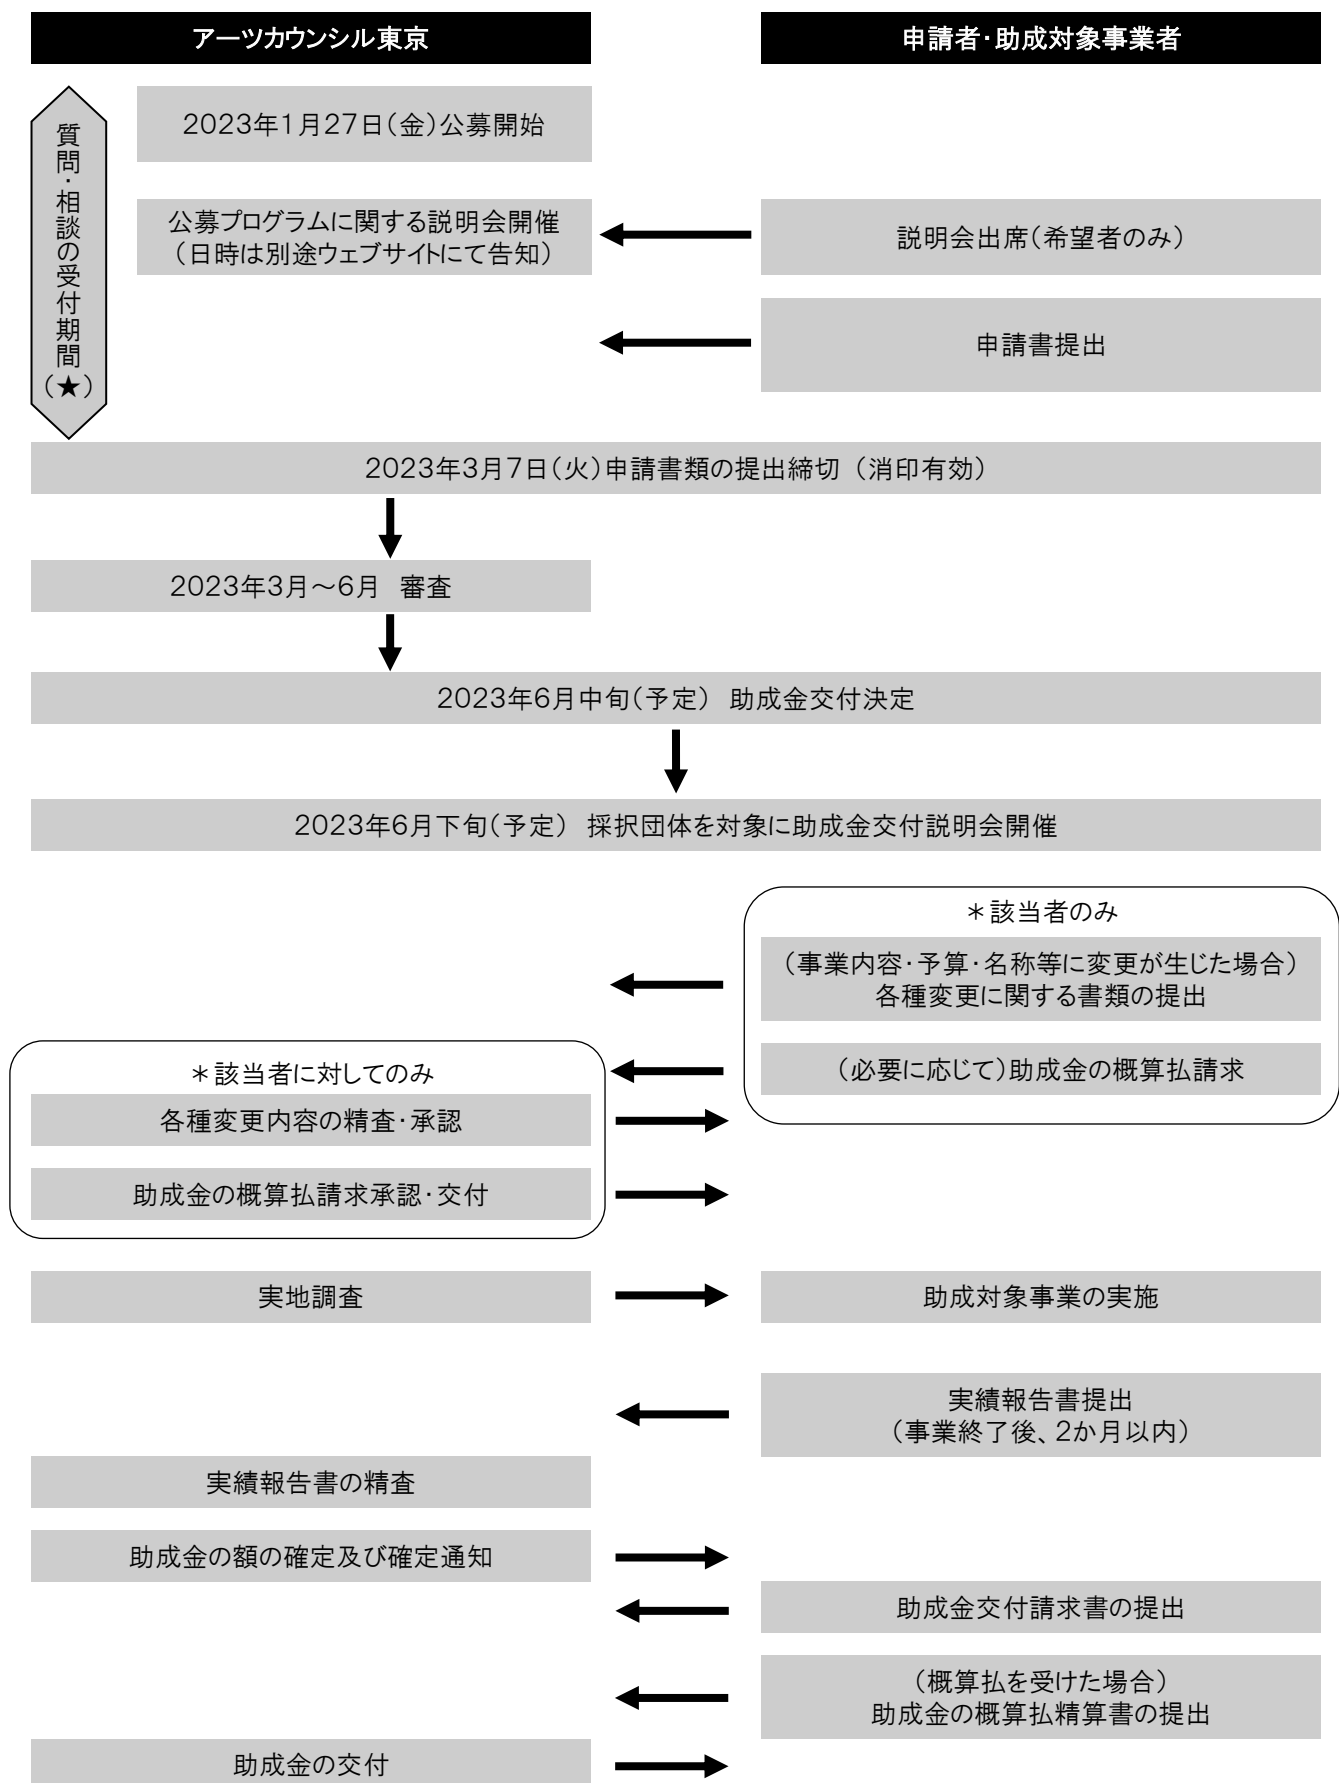 アーツカウンシル東京
申請者・助成対象事業者
質問・相談の受付期間(★)
2023年1月27日(金)公募開始
公募プログラムに関する説明会開催
(日時は別途ウェブサイトにて告知)
説明会出席(希望者のみ)
申請書提出
2023年3月7日(火)申請書類の提出締切 (消印有効)
2023年3月~6月 審査
2023年6月中旬(予定) 助成金交付決定
2023年6月下旬(予定) 採択団体を対象に助成金交付説明会開催
*該当者のみ
(事業内容・予算・名称等に変更が生じた場合)
各種変更に関する書類の提出
(必要に応じて)助成金の概算払請求
*該当者に対してのみ
各種変更内容の精査・承認
助成金の概算払請求承認・交付
実地調査
助成対象事業の実施
実績報告書提出
(事業終了後、2か月以内)
実績報告書の精査
助成金の額の確定及び確定通知
助成金交付請求書の提出
(概算払を受けた場合)
助成金の概算払精算書の提出
助成金の交付